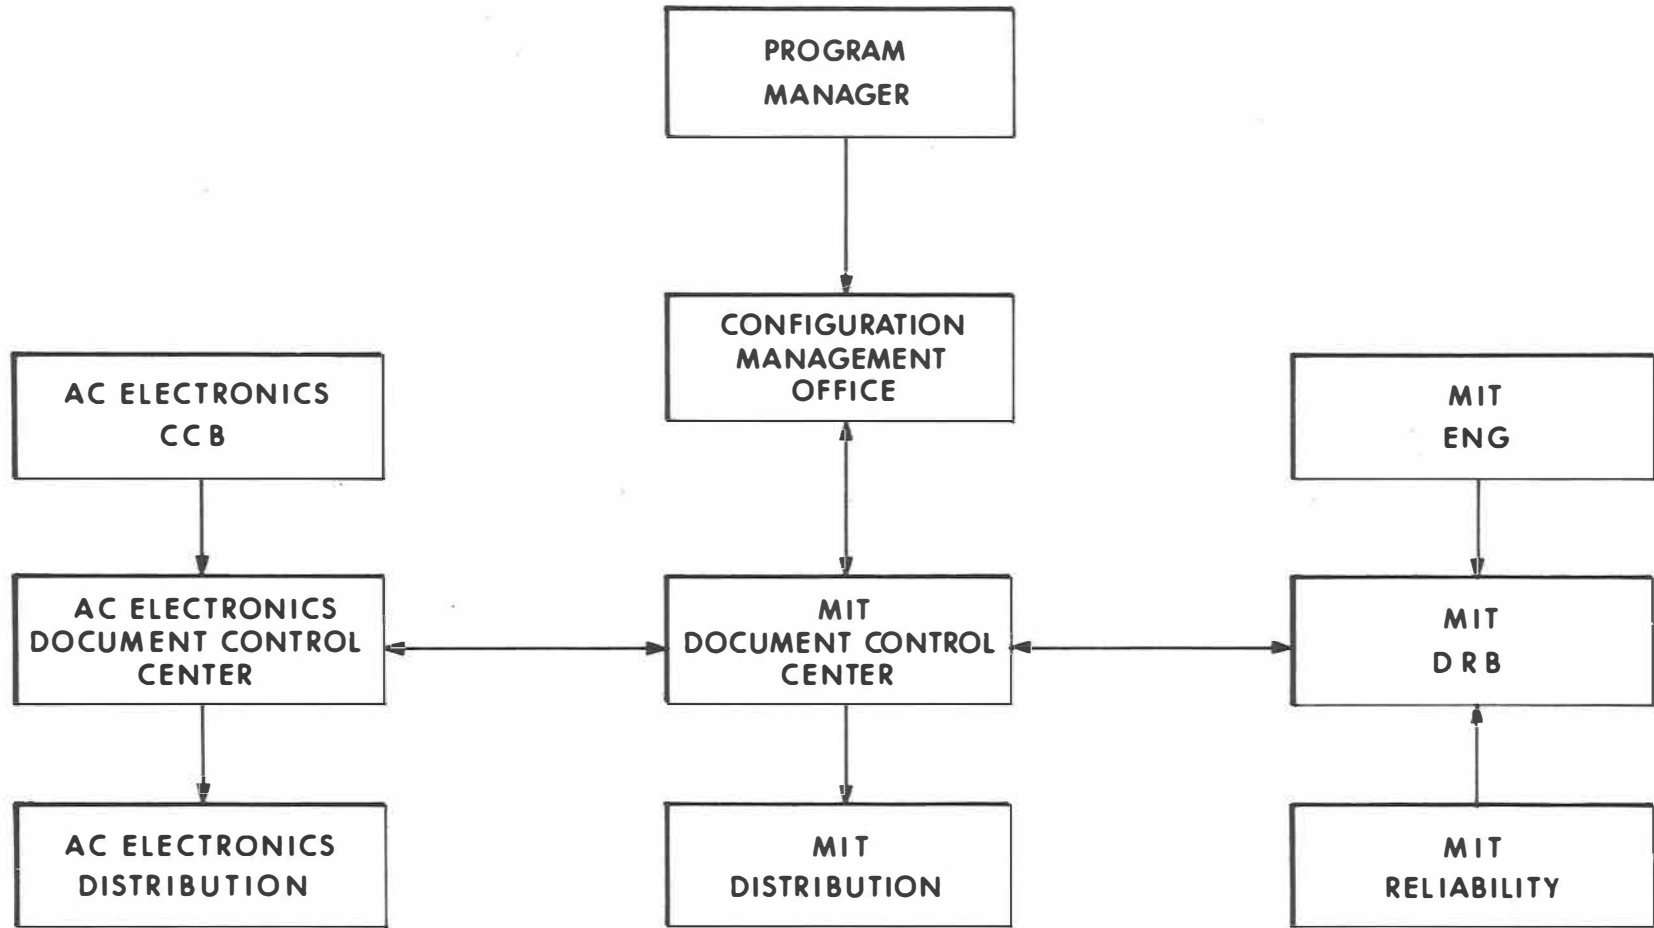 PROGRAM
MANAGER
CONFIGURATION
MANAGEMENT
OFFICE
AC ELECTRONICS
CCB
MIT
ENG
AC ELECTRONICS
DOCUMENT CONTROL
CENTER
MIT
DOCUMENT CONTROL
CENTER
MIT
DRB
AC ELECTRONICS
DISTRIBUTION
MIT
DISTRIBUTION
MIT
RELIABILITY